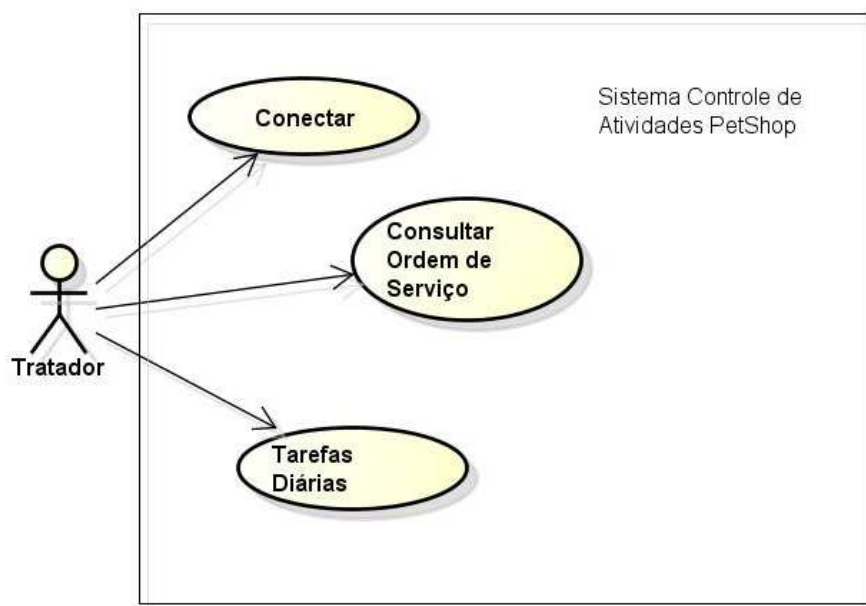 Conectar
Sistema Controle de
Atividades PetShop
Consultar
Ordem de
Serviço
Tratador
Tarefas
Diárias